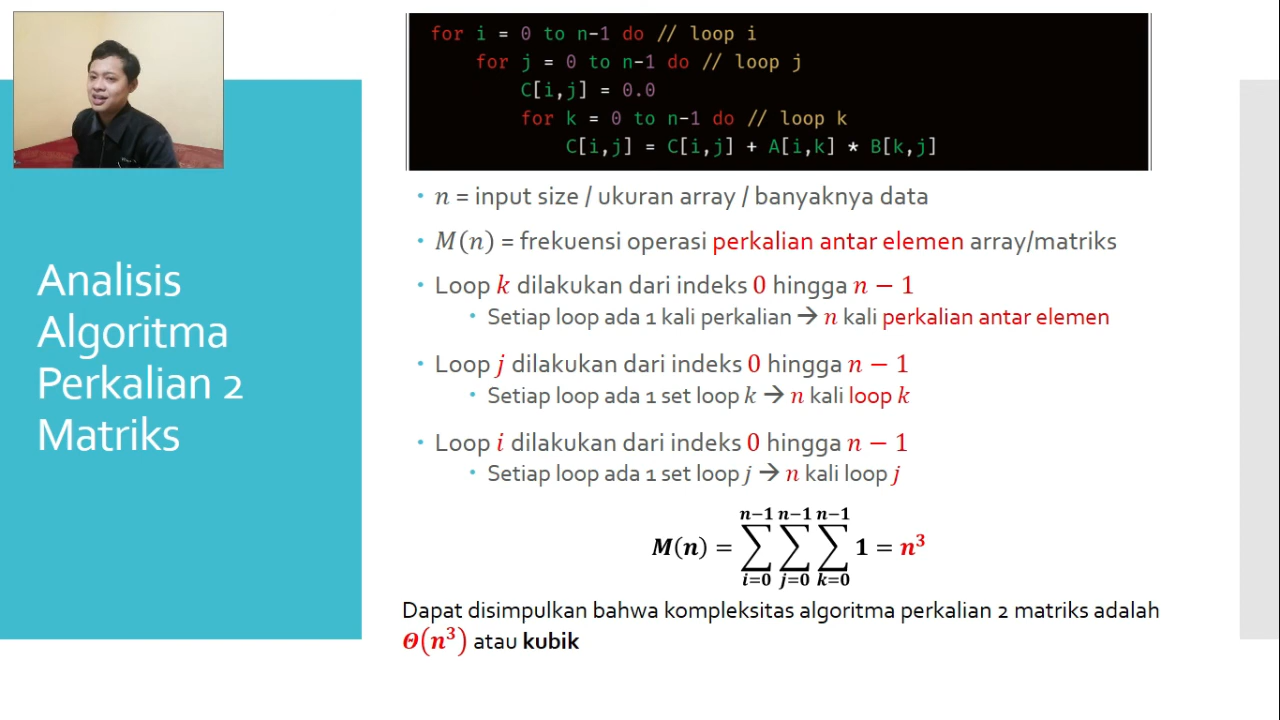 for i = 0 to n-1 do // loop i
for j = 0 to n-1 do // loop j
C[i,j] = 0.0
for k = 0 to n-1 do // loop k
C[i,j] = C[i,j] + A[i,k] * B[k,j]
Analisis
Algoritma
Perkalian 2
Matriks
• n = input size / ukuran array / banyaknya data
• M(n) = frekuensi operasi perkalian antar elemen array/matriks
• Loop k dilakukan dari indeks 0 hingga n − 1
• Setiap loop ada 1 kali perkalian → n kali perkalian antar elemen
• Loop j dilakukan dari indeks 0 hingga n − 1
• Setiap loop ada 1 set loop k → n kali loop k
• Loop i dilakukan dari indeks 0 hingga n − 1
• Setiap loop ada 1 set loop j → n kali loop j
n−1 n−1 n−1
M(n) = ∑ ∑ ∑ 1 = n³
i=0 j=0 k=0
Dapat disimpulkan bahwa kompleksitas algoritma perkalian 2 matriks adalah
Θ(n³) atau kubik